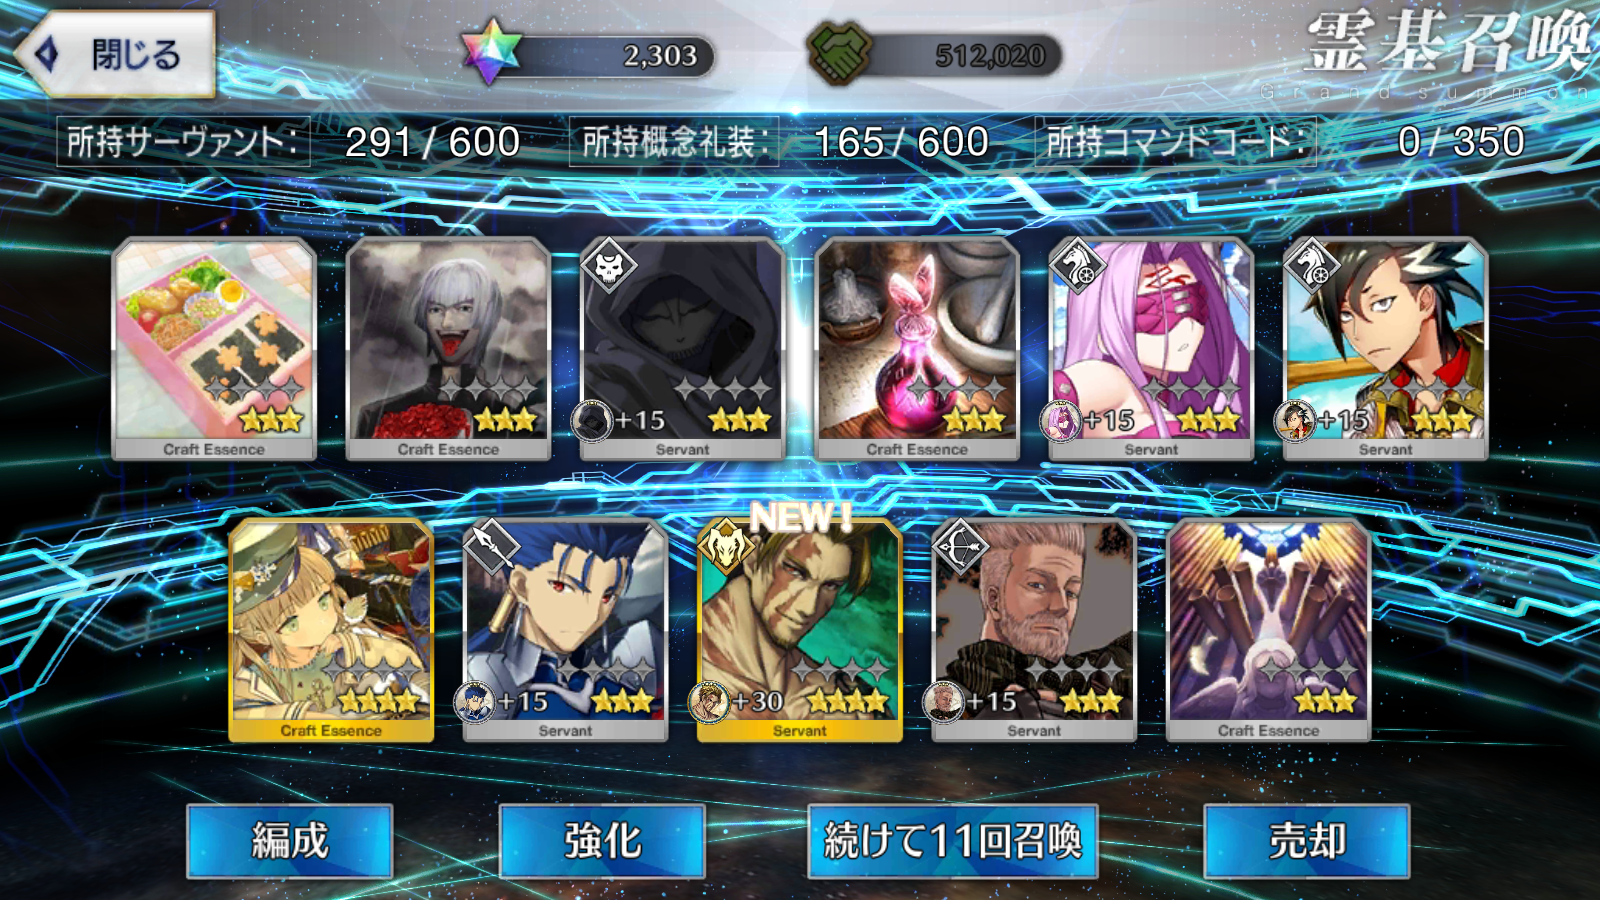 閉じる
2,303
512,020
霊基召喚
Grand summon
所持サーヴァント: 291 / 600 所持概念礼装: 165 / 600 所持コマンドコード: 0 / 350
Craft Essence
Craft Essence
+15
Servant
Craft Essence
+15
Servant
+15
Servant
Craft Essence
+15
Servant
NEW!
+30
Servant
+15
Servant
Craft Essence
編成
強化
続けて11回召喚
売却